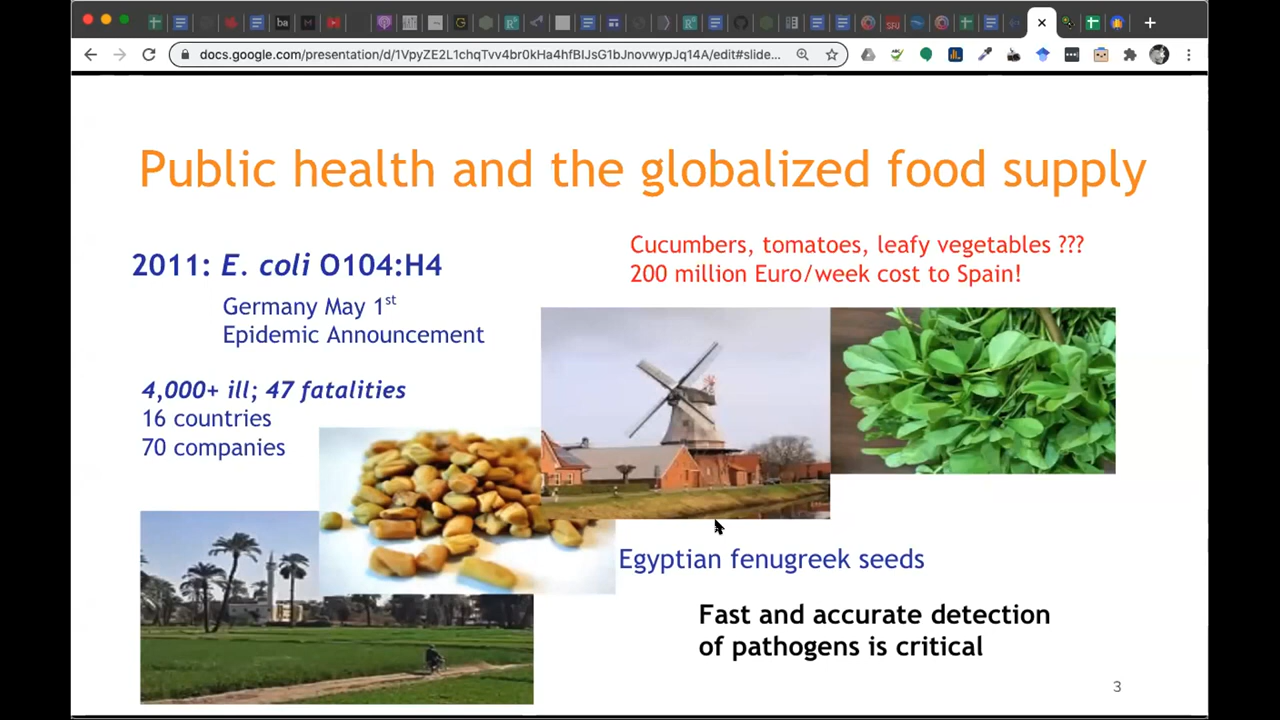 ba
docs.google.com/presentation/d/1VpyZE2L1chqTvv4br0kHa4hfBIJsG1bJnovwypJq14A/edit#slide...
Public health and the globalized food supply
Cucumbers, tomatoes, leafy vegetables ???
200 million Euro/week cost to Spain!
2011: E. coli O104:H4
Germany May 1st
Epidemic Announcement
4,000+ ill; 47 fatalities
16 countries
70 companies
Egyptian fenugreek seeds
Fast and accurate detection
of pathogens is critical
3